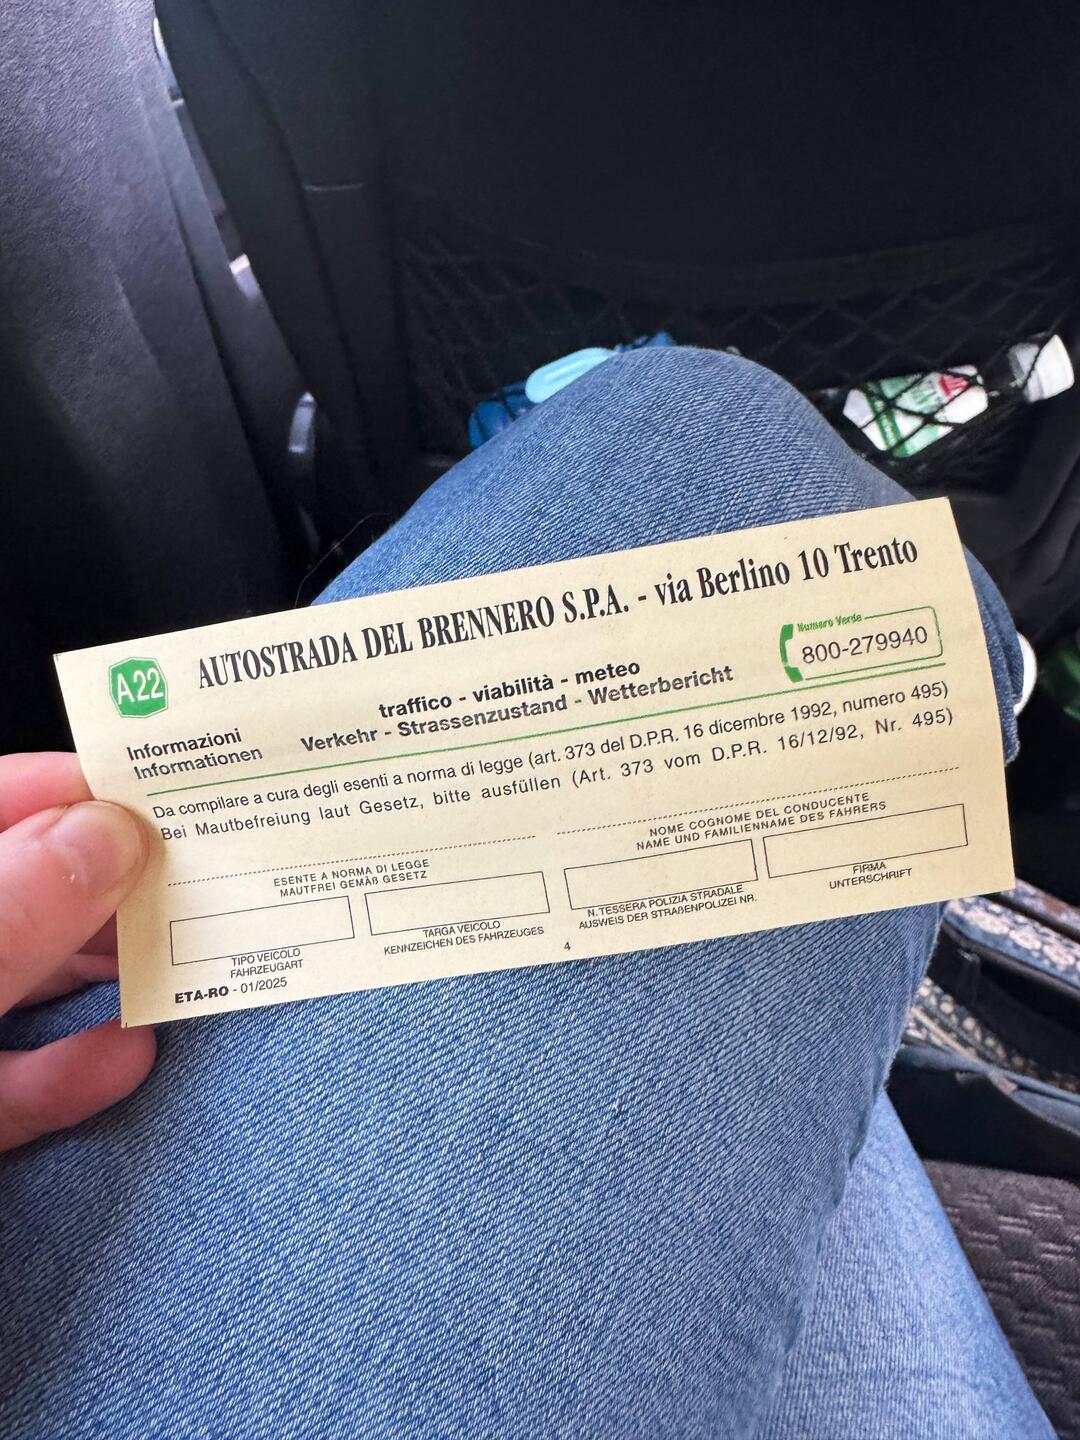 A22
AUTOSTRADA DEL BRENNERO S.P.A. - via Berlino 10 Trento
Informazioni
Informationen
traffico - viabilità - meteo
Verkehr - Strassenzustand - Wetterbericht
Numero Verde
800-279940
Da compilare a cura degli esenti a norma di legge (art. 373 del D.P.R. 16 dicembre 1992, numero 495)
Bei Mautbefreiung laut Gesetz, bitte ausfüllen (Art. 373 vom D.P.R. 16/12/92, Nr. 495)
ESENTE A NORMA DI LEGGE
MAUTFREI GEMÄß GESETZ
NOME COGNOME DEL CONDUCENTE
NAME UND FAMILIENNAME DES FAHRERS
TIPO VEICOLO
FAHRZEUGART
TARGA VEICOLO
KENNZEICHEN DES FAHRZEUGES
N. TESSERA POLIZIA STRADALE
AUSWEIS DER STRAßENPOLIZEI NR.
FIRMA
UNTERSCHRIFT
ETA-RO - 01/2025
4